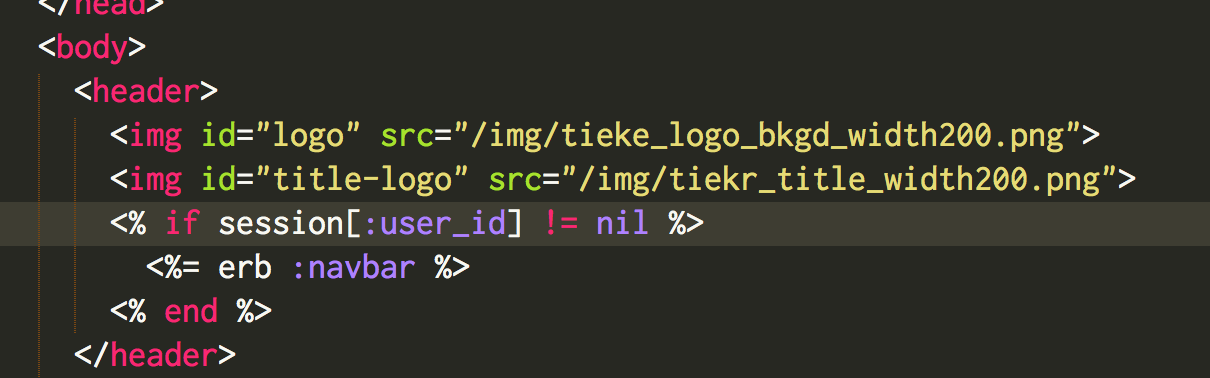 </head>
<body>
<header>
<img id="logo" src="/img/tieke_logo_bkgd_width200.png">
<img id="title-logo" src="/img/tiekr_title_width200.png">
<% if session[:user_id] != nil %>
<%= erb :navbar %>
<% end %>
</header>